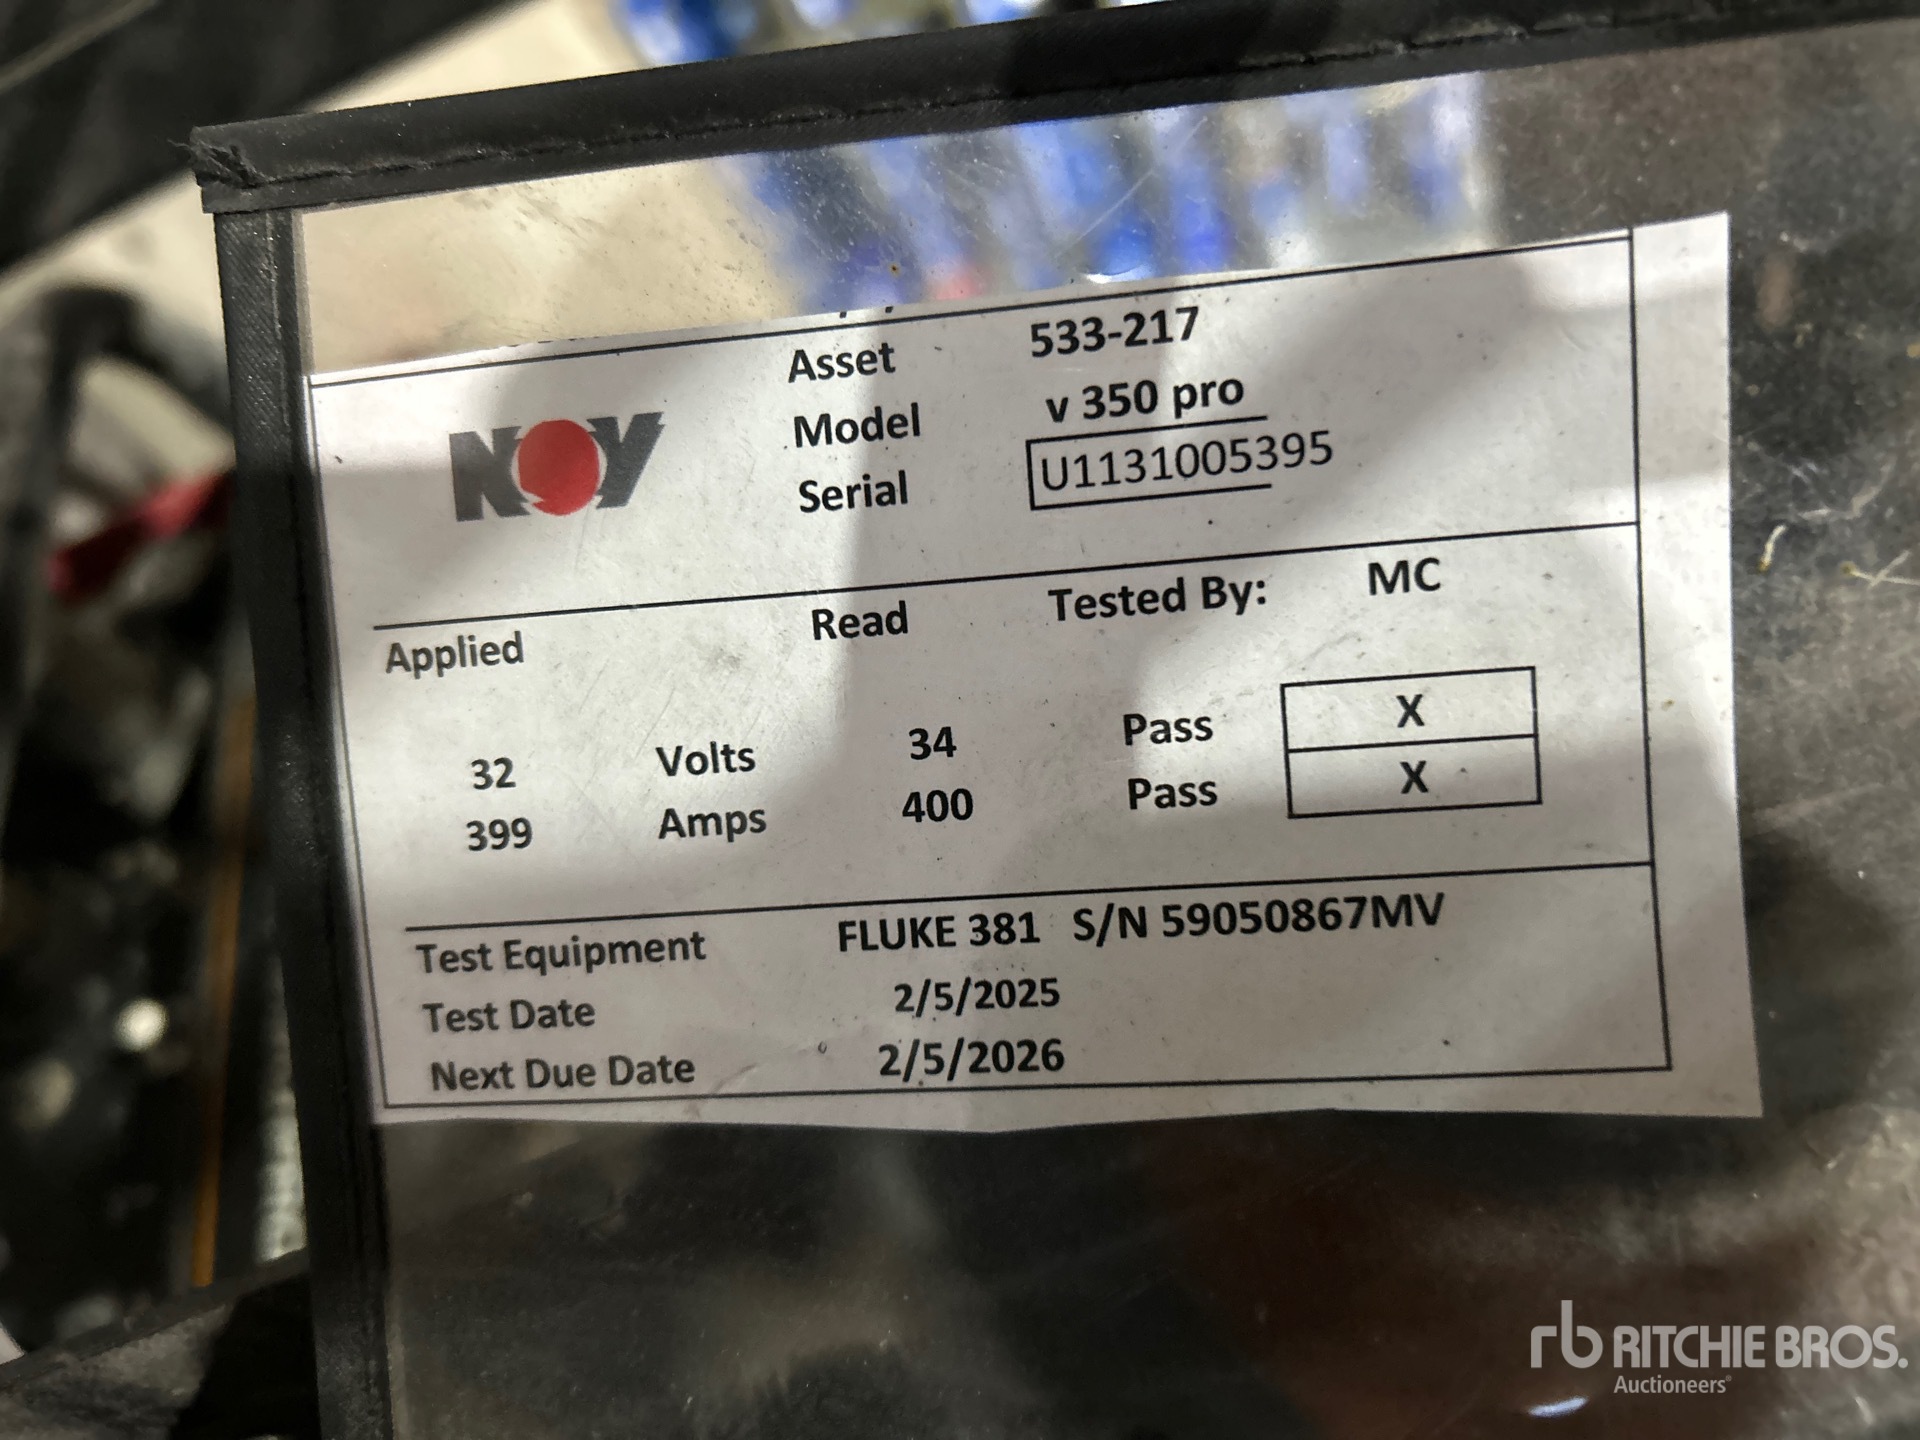 Asset 533-217
NOV Model v 350 pro
Serial U1131005395
Applied Read Tested By: MC
32 Volts 34 Pass X
399 Amps 400 Pass X
Test Equipment FLUKE 381 S/N 59050867MV
Test Date 2/5/2025
Next Due Date 2/5/2026
rb RITCHIE BROS.
Auctioneers®